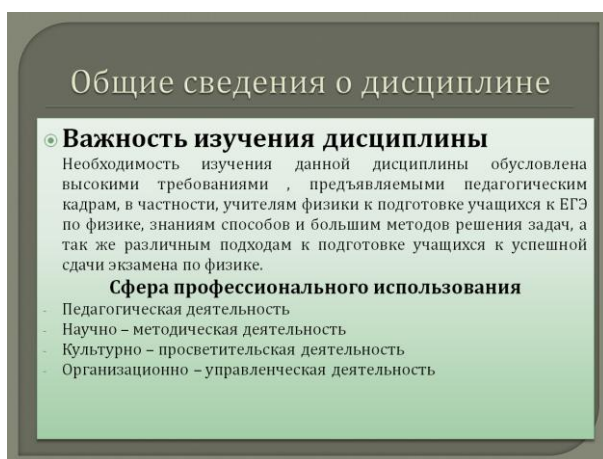 Общие сведения о дисциплине
Важность изучения дисциплины
Необходимость изучения данной дисциплины обусловлена
высокими требованиями , предъявляемыми педагогическим
кадрам, в частности, учителям физики к подготовке учащихся к ЕГЭ
по физике, знаниям способов и большим методов решения задач, а
так же различным подходам к подготовке учащихся к успешной
сдачи экзамена по физике.
Сфера профессионального использования
- Педагогическая деятельность
- Научно – методическая деятельность
- Культурно – просветительская деятельность
- Организационно – управленческая деятельность